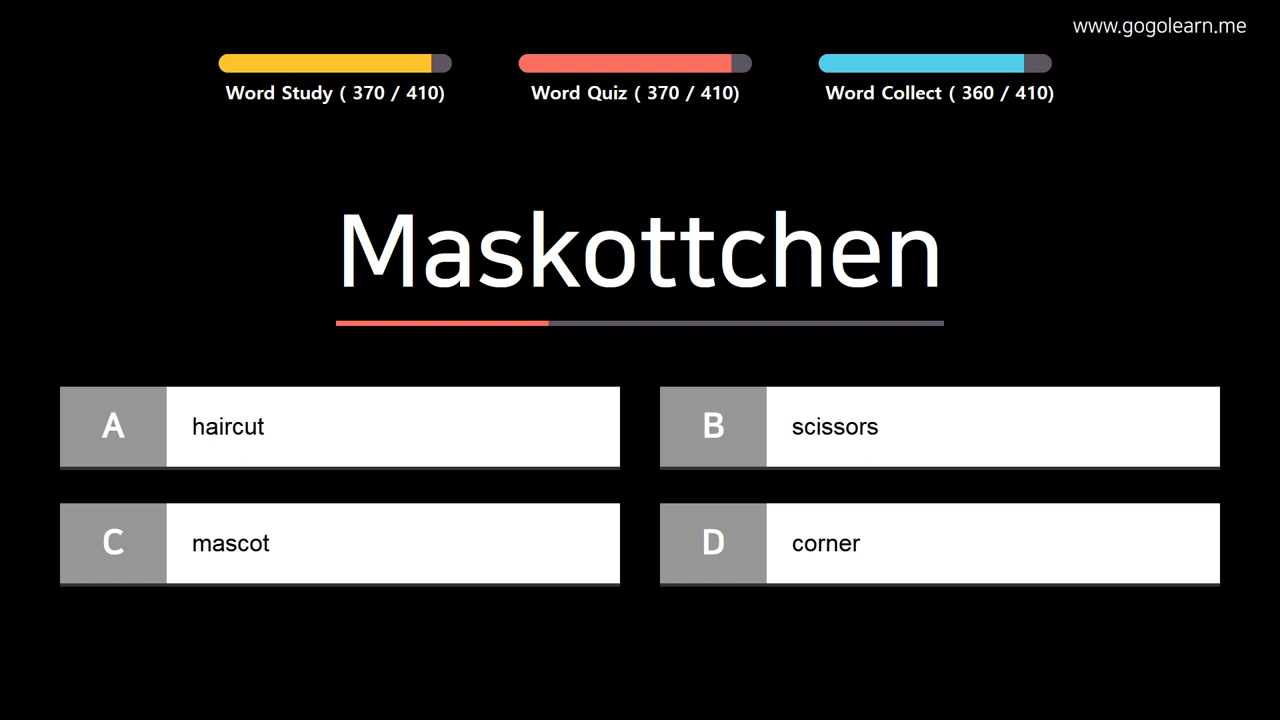 www.gogolearn.me
Word Study ( 370 / 410)
Word Quiz ( 370 / 410)
Word Collect ( 360 / 410)
Maskottchen
A haircut
B scissors
C mascot
D corner